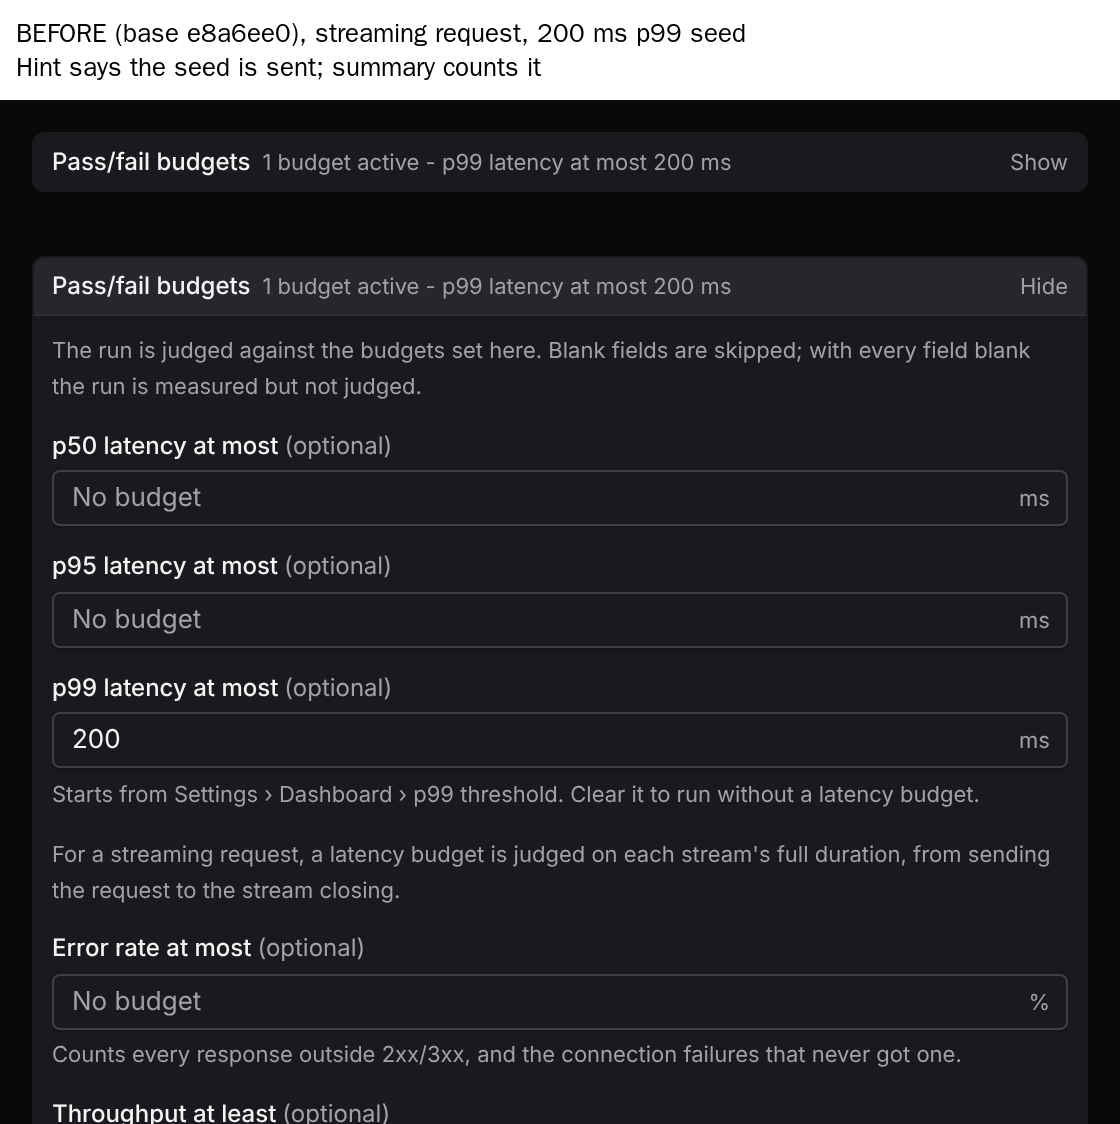 BEFORE (base e8a6ee0), streaming request, 200 ms p99 seed
Hint says the seed is sent; summary counts it
Pass/fail budgets 1 budget active - p99 latency at most 200 ms Show
Pass/fail budgets 1 budget active - p99 latency at most 200 ms Hide
The run is judged against the budgets set here. Blank fields are skipped; with every field blank
the run is measured but not judged.
p50 latency at most (optional)
No budget ms
p95 latency at most (optional)
No budget ms
p99 latency at most (optional)
200 ms
Starts from Settings › Dashboard › p99 threshold. Clear it to run without a latency budget.
For a streaming request, a latency budget is judged on each stream's full duration, from sending
the request to the stream closing.
Error rate at most (optional)
No budget %
Counts every response outside 2xx/3xx, and the connection failures that never got one.
Throughput at least (optional)